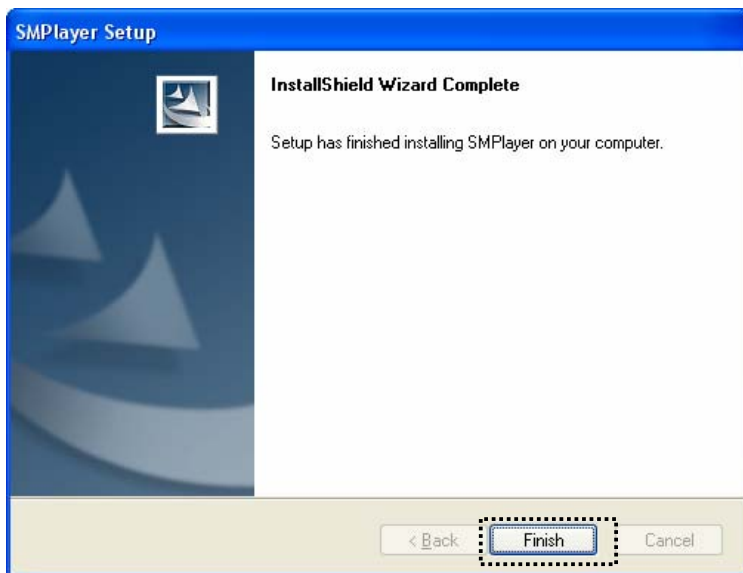 SMPlayer Setup
InstallShield Wizard Complete
Setup has finished installing SMPlayer on your computer.
< Back Finish Cancel